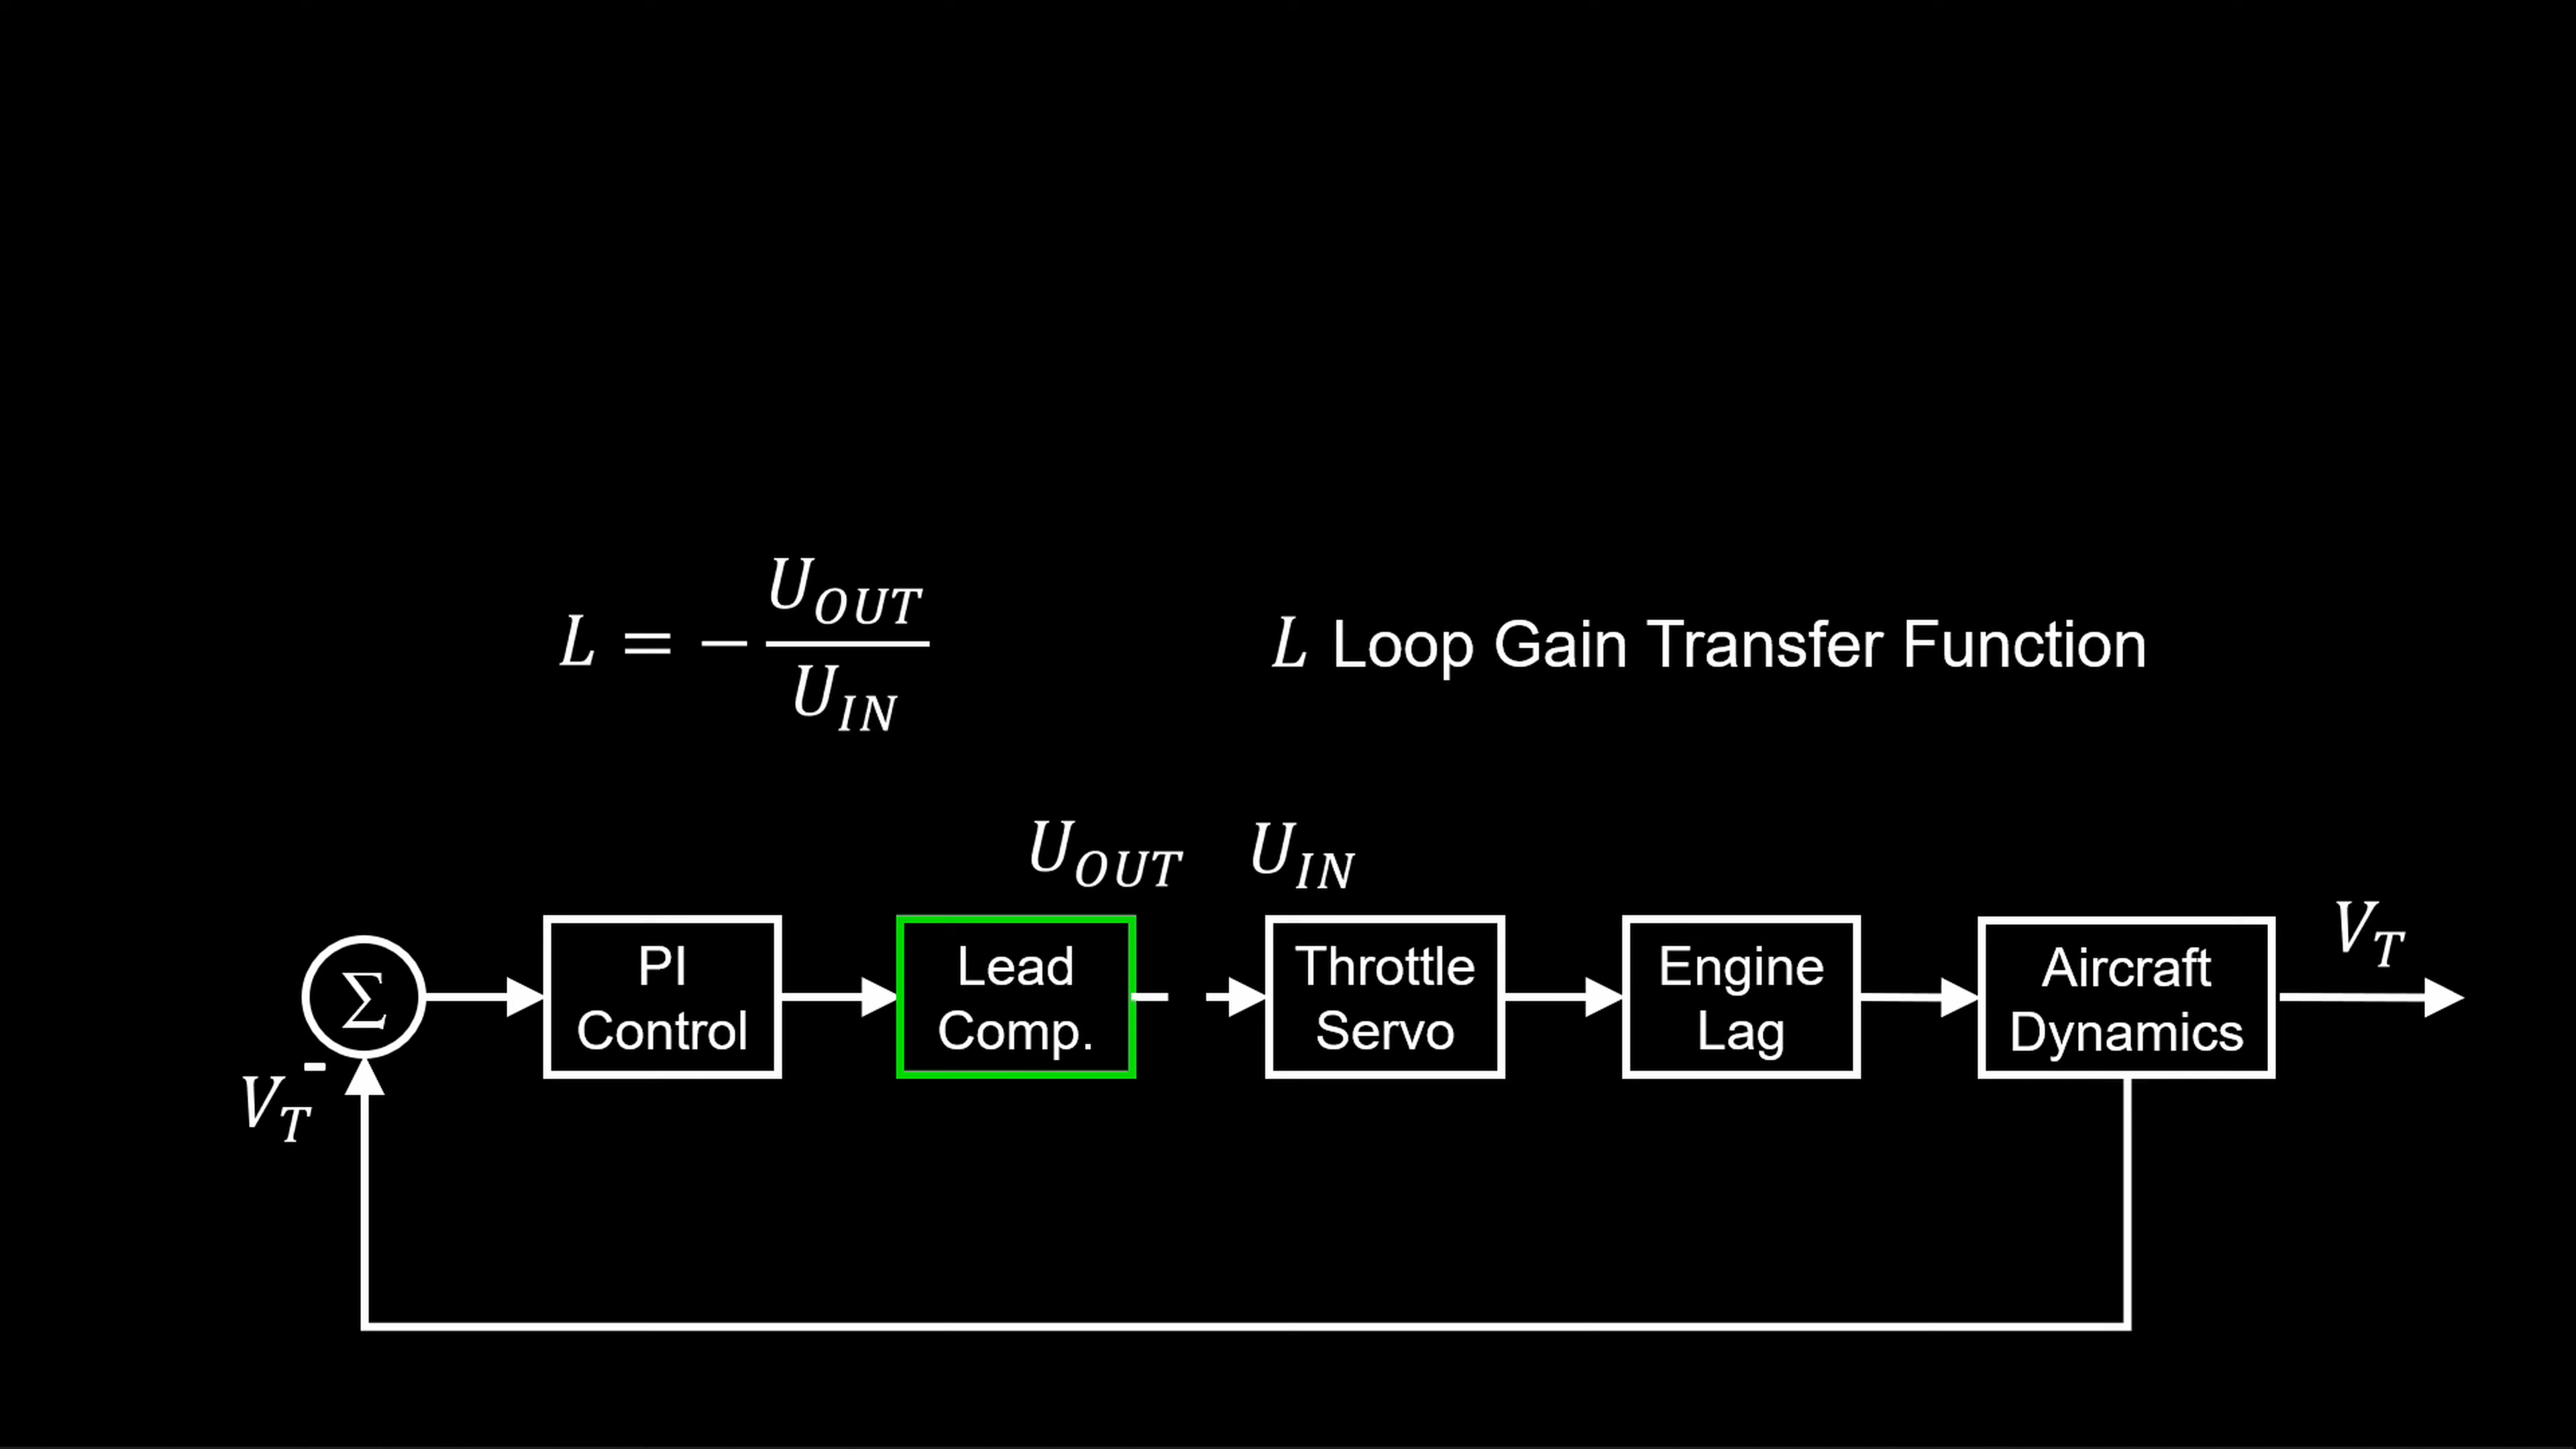 L = − U_OUT / U_IN
L Loop Gain Transfer Function
U_OUT U_IN
V_T
Σ
PI
Control
Lead
Comp.
Throttle
Servo
Engine
Lag
Aircraft
Dynamics
-
V_T